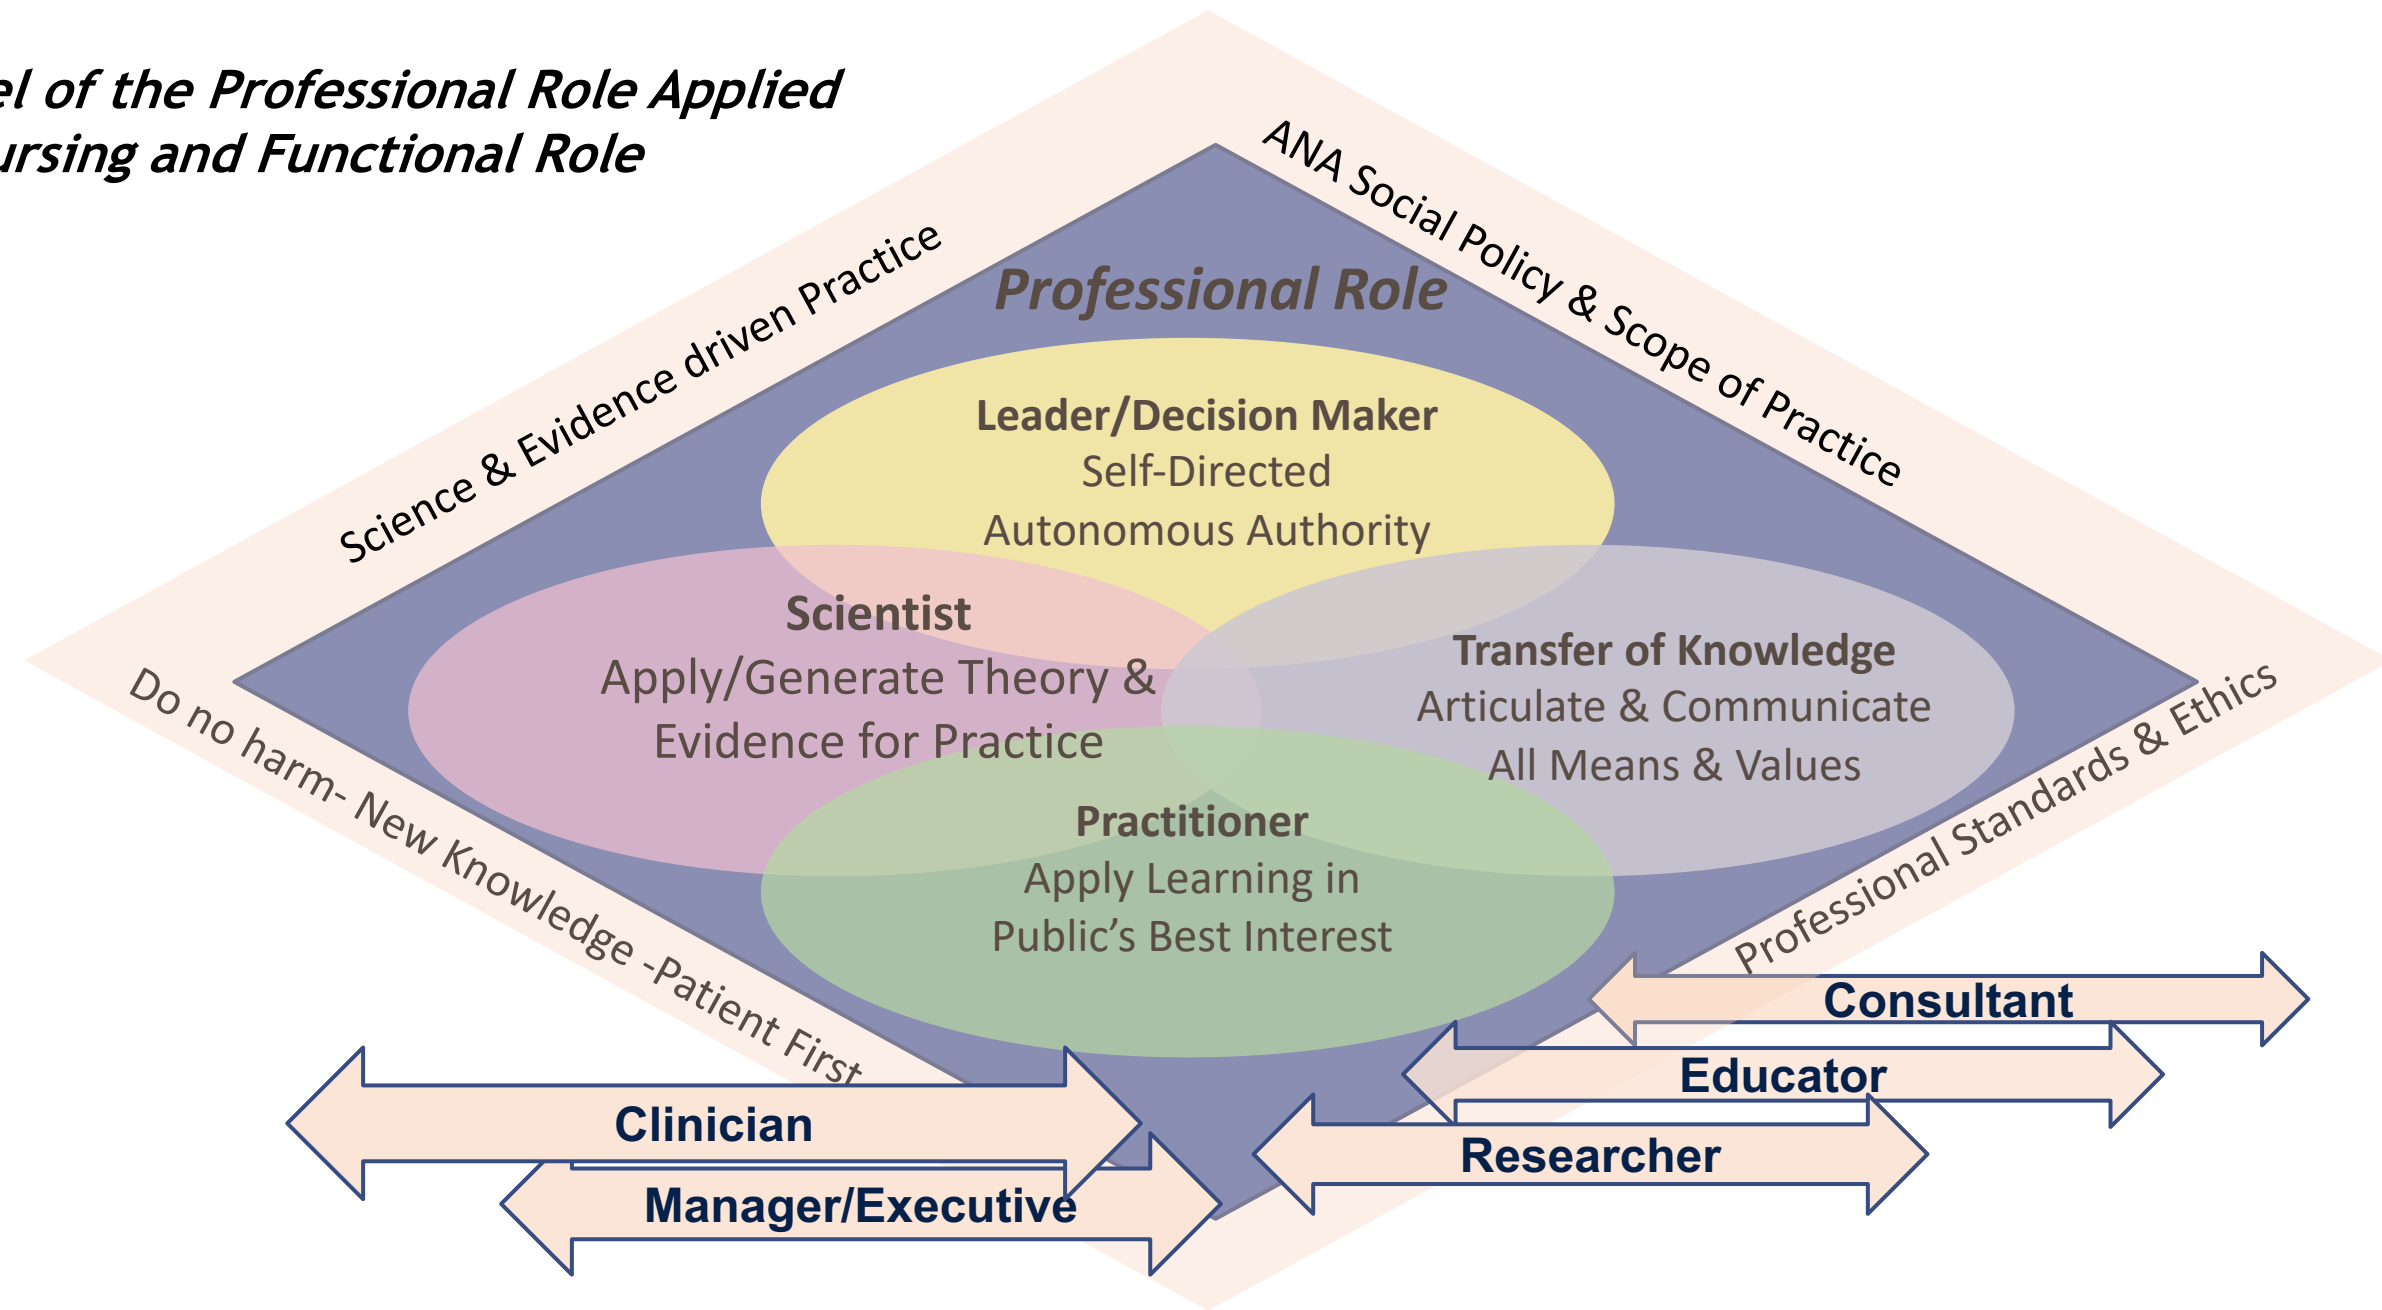 of the Professional Role Applied
and Functional Role
Science & Evidence driven Practice
ANA Social Policy & Scope of Practice
Professional Role
Leader/Decision Maker
Self-Directed
Autonomous Authority
Scientist
Apply/Generate Theory &
Evidence for Practice
Transfer of Knowledge
Articulate & Communicate
All Means & Values
Practitioner
Apply Learning in
Public's Best Interest
Do no harm- New Knowledge -Patient First
Professional Standards & Ethics
Consultant
Educator
Clinician
Researcher
Manager/Executive